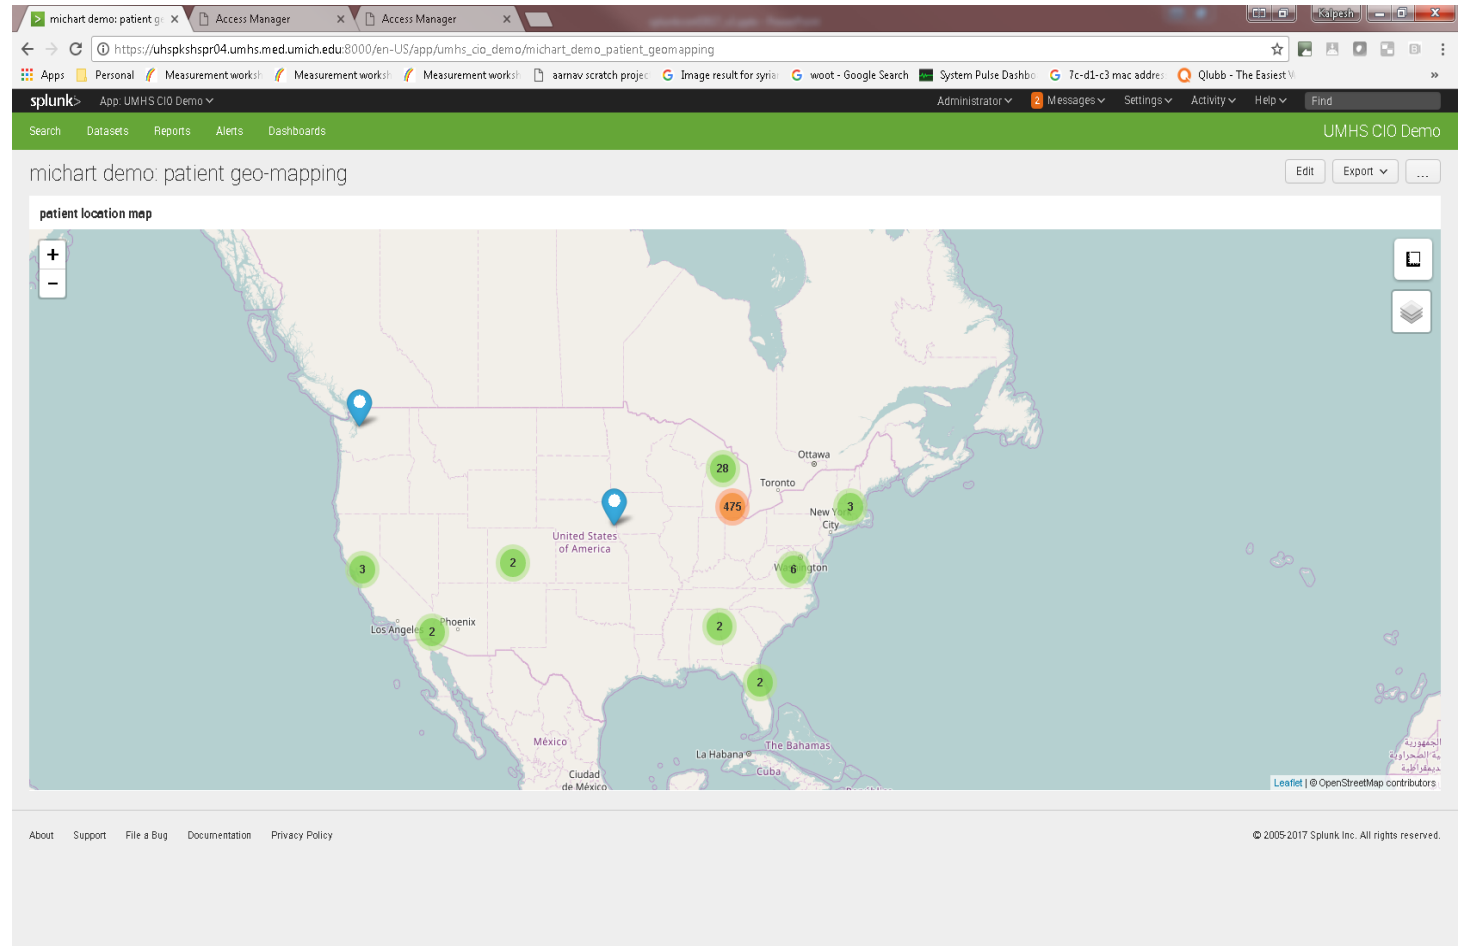 michart demo: patient g
Access Manager
Access Manager
Kalpesh
https://uhspkshspr04.umhs.med.umich.edu:8000/en-US/app/umhs_cio_demo/michart_demo_patient_geomapping
Apps Personal Measurement worksh Measurement worksh Measurement worksh aarnav scratch projec Image result for syria woot - Google Search System Pulse Dashbo 7c-d1-c3 mac addres Qlubb - The Easiest W »
splunk> App: UMHS CIO Demo Administrator 2 Messages Settings Activity Help Find
Search Datasets Reports Alerts Dashboards UMHS CIO Demo
michart demo: patient geo-mapping Edit Export ...
patient location map
+
−
Ottawa
28
Toronto
475
New York
City
3
United States
of America
3
2
Washington
6
Los Angeles
Phoenix
2
2
2
México
La Habana
The Bahamas
Cuba
Ciudad
de México
Leaflet | © OpenStreetMap contributors
About Support File a Bug Documentation Privacy Policy © 2005-2017 Splunk Inc. All rights reserved.